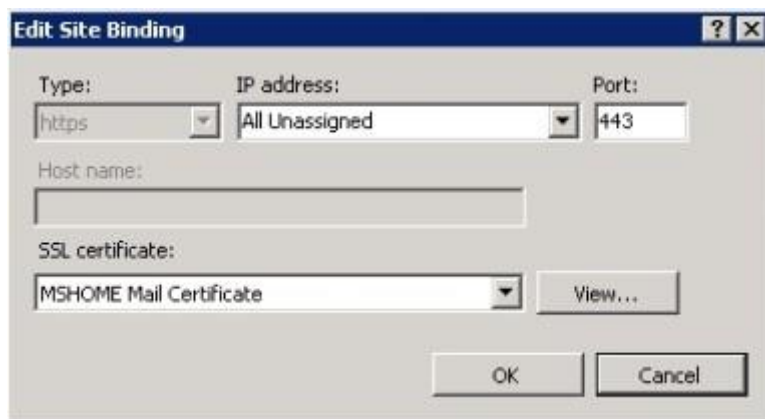 Edit Site Binding
Type: IP address: Port:
https All Unassigned 443
Host name:
SSL certificate:
MSHOME Mail Certificate View...
OK Cancel